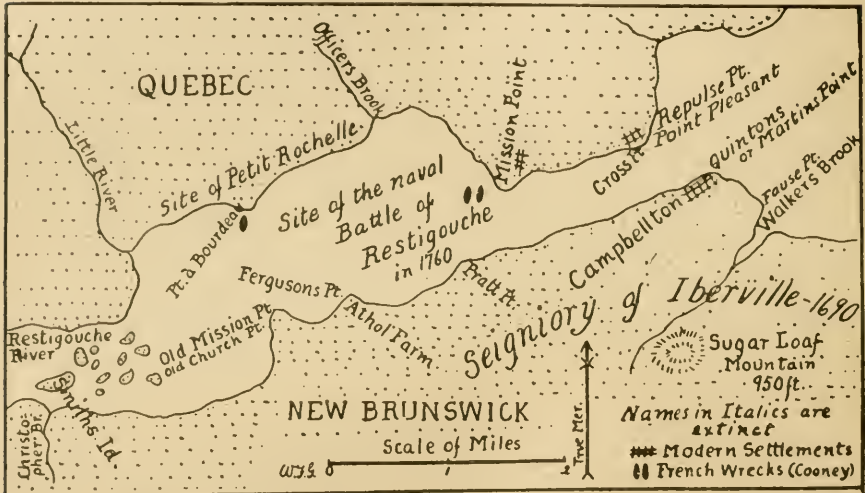 Officers Brook
QUEBEC
Little River
Site of Petit Rochelle
Mission Point
Repulse Pt.
Point Pleasant
Cross Pt.
Quintons
or Martins Point
Pt. à Bourdeau
Site of the naval
Battle of
Restigouche
in 1760
Campbellton
Fause Pt.
Walkers Brook
Fergusons Pt.
Pratt Pt.
Athol Farm
Seigniory of Iberville-1690
Restigouche
River
Old Mission Pt.
Old Church Pt.
Smiths Id.
Christo-
pher Br.
Sugar Loaf
Mountain
950ft.
NEW BRUNSWICK
Scale of Miles
W.F.G.
0 1 2
True Mer.
Names in Italics are
extinct
Modern Settlements
French Wrecks (Cooney)